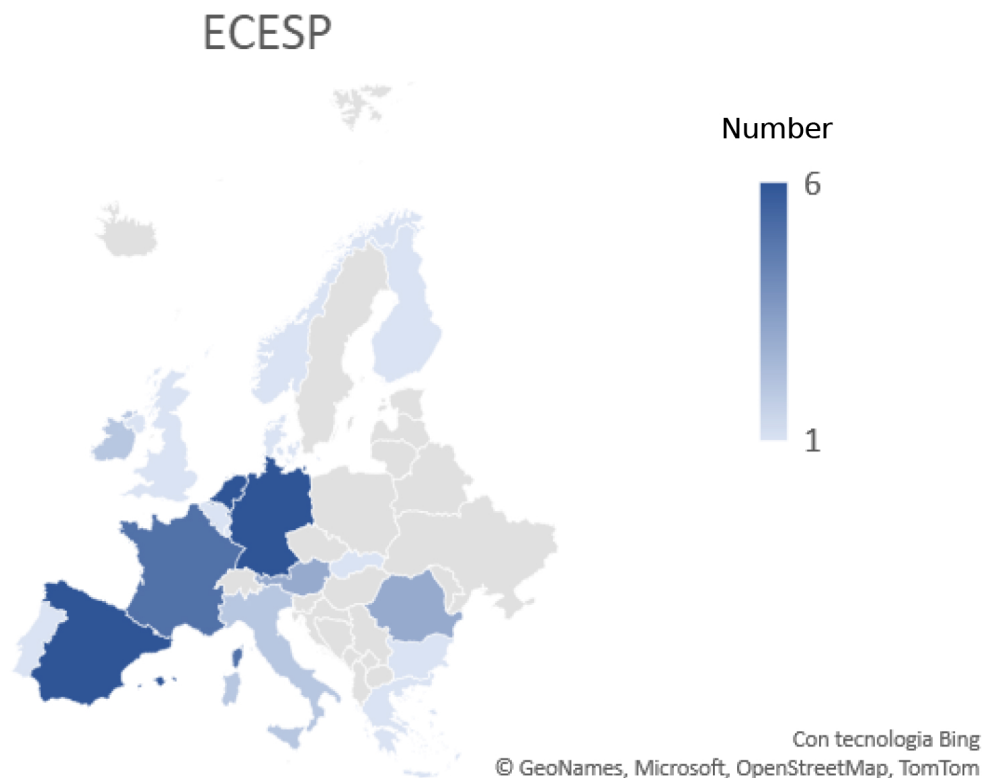 ECESP
Number
6
1
Con tecnologia Bing
© GeoNames, Microsoft, OpenStreetMap, TomTom